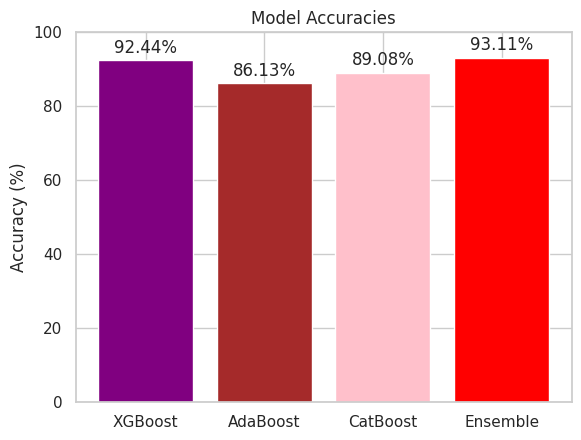 Model Accuracies
Accuracy (%)
100
80
60
40
20
0
92.44%
86.13%
89.08%
93.11%
XGBoost
AdaBoost
CatBoost
Ensemble